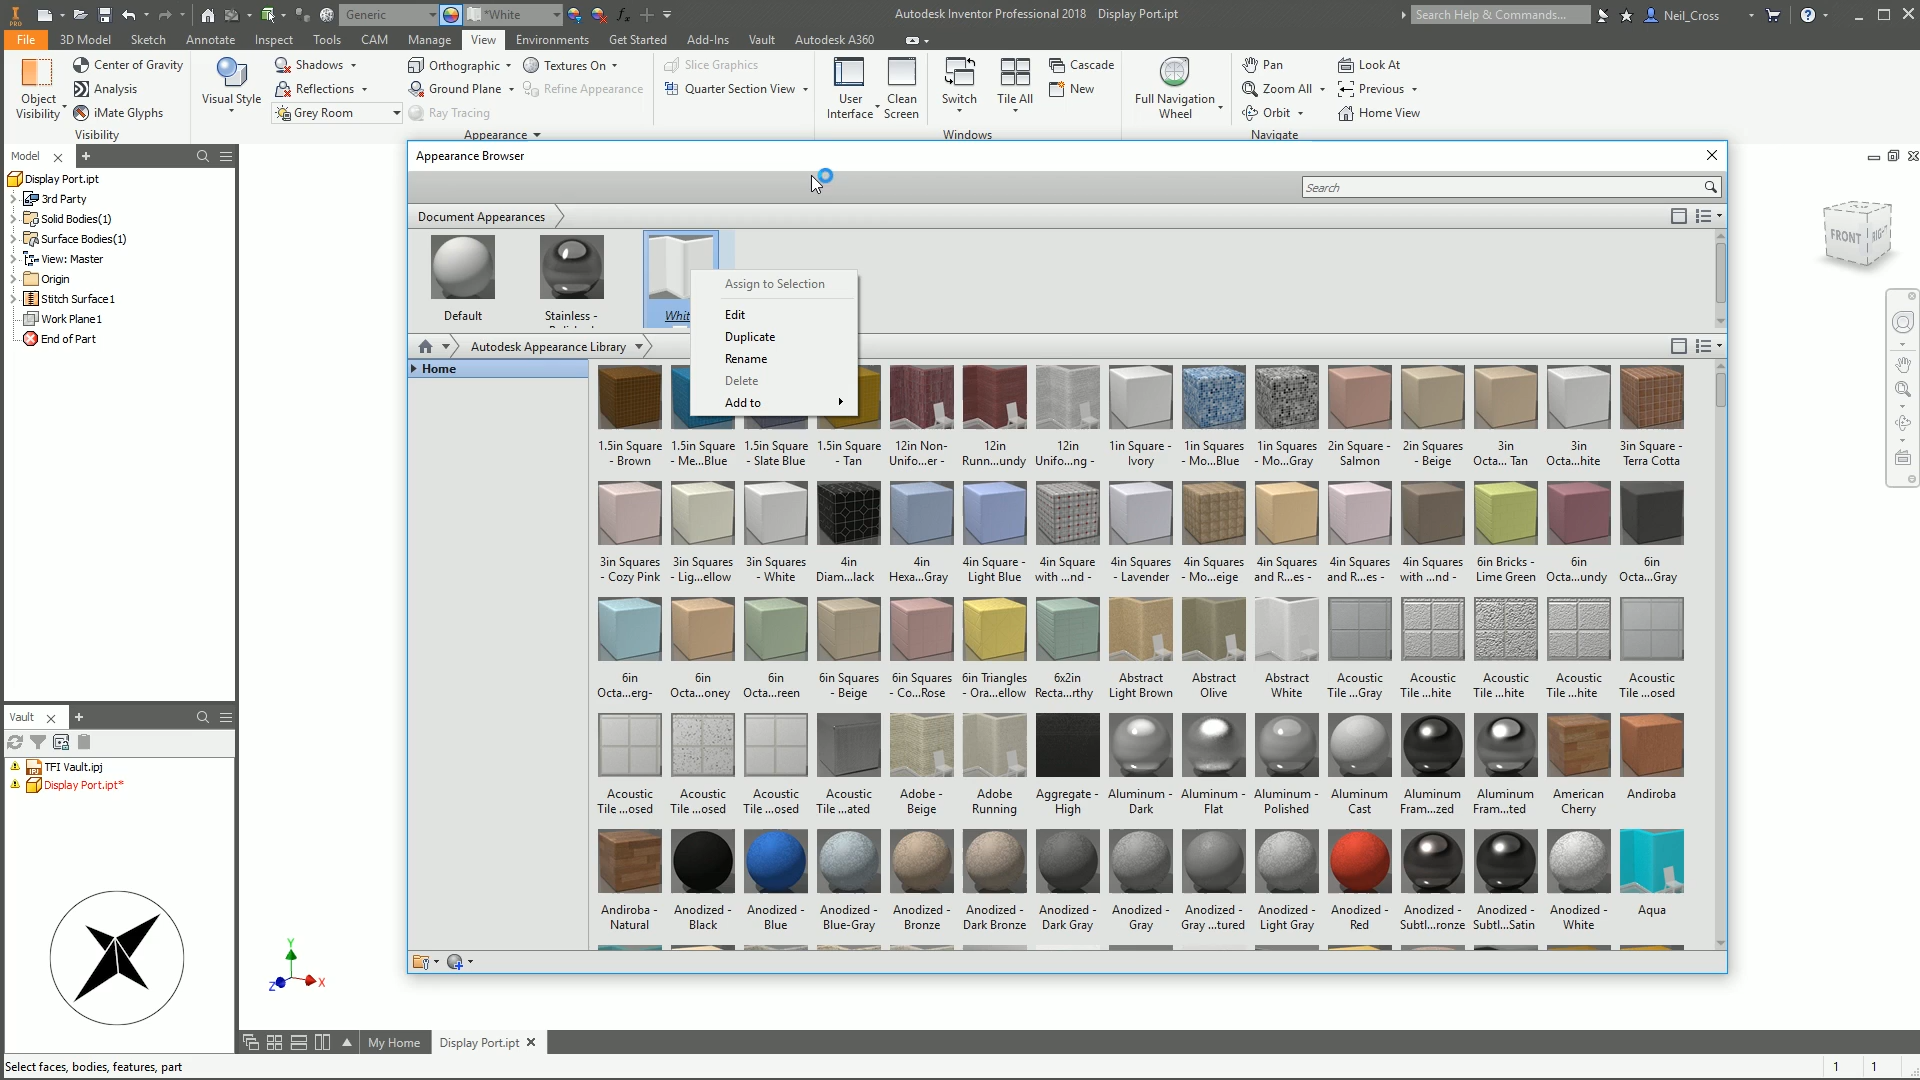 PRO
Generic
*White
Autodesk Inventor Professional 2018 Display Port.ipt
Search Help & Commands...
Neil_Cross
File 3D Model Sketch Annotate Inspect Tools CAM Manage View Environments Get Started Add-Ins Vault Autodesk A360
Object Visibility
Center of Gravity
Analysis
iMate Glyphs
Visibility
Visual Style
Shadows
Reflections
Grey Room
Orthographic
Ground Plane
Ray Tracing
Textures On
Refine Appearance
Appearance
Slice Graphics
Quarter Section View
User Interface
Clean Screen
Switch
Tile All
Cascade
New
Windows
Full Navigation Wheel
Pan
Zoom All
Orbit
Look At
Previous
Home View
Navigate
Model
Display Port.ipt
3rd Party
Solid Bodies(1)
Surface Bodies(1)
View: Master
Origin
Stitch Surface1
Work Plane1
End of Part
Vault
TFI Vault.ipj
Display Port.ipt*
Appearance Browser
Search
Document Appearances
Default
Stainless -
Whit
Assign to Selection
Edit
Duplicate
Rename
Delete
Add to
Autodesk Appearance Library
Home
1.5in Square - Brown
1.5in Square - Me...Blue
1.5in Square - Slate Blue
1.5in Square - Tan
12in Non-Unifo...er -
12in Runn...undy
12in Unifo...ng -
1in Square - Ivory
1in Squares - Mo...Blue
1in Squares - Mo...Gray
2in Square - Salmon
2in Squares - Beige
3in Octa... Tan
3in Octa...hite
3in Square - Terra Cotta
3in Squares - Cozy Pink
3in Squares - Lig...ellow
3in Squares - White
4in Diam...lack
4in Hexa...Gray
4in Square - Light Blue
4in Square with ...nd -
4in Squares - Lavender
4in Squares - Mo...eige
4in Squares and R...es -
4in Squares and R...es -
4in Squares with ...nd -
6in Bricks - Lime Green
6in Octa...undy
6in Octa...Gray
6in Octa...erg-
6in Octa...oney
6in Octa...reen
6in Squares - Beige
6in Squares - Co...Rose
6in Triangles - Ora...ellow
6x2in Recta...rthy
Abstract Light Brown
Abstract Olive
Abstract White
Acoustic Tile ...Gray
Acoustic Tile ...hite
Acoustic Tile ...hite
Acoustic Tile ...hite
Acoustic Tile ...osed
Acoustic Tile ...osed
Acoustic Tile ...osed
Acoustic Tile ...osed
Acoustic Tile ...ated
Adobe - Beige
Adobe Running
Aggregate - High
Aluminum - Dark
Aluminum - Flat
Aluminum - Polished
Aluminum Cast
Aluminum Fram...zed
Aluminum Fram...ted
American Cherry
Andiroba
Andiroba - Natural
Anodized - Black
Anodized - Blue
Anodized - Blue-Gray
Anodized - Bronze
Anodized - Dark Bronze
Anodized - Dark Gray
Anodized - Gray
Anodized - Gray ...tured
Anodized - Light Gray
Anodized - Red
Anodized - Subtl...ronze
Anodized - Subtl...Satin
Anodized - White
Aqua
FRONT
Y
X
Z
My Home
Display Port.ipt
Select faces, bodies, features, part
1 1